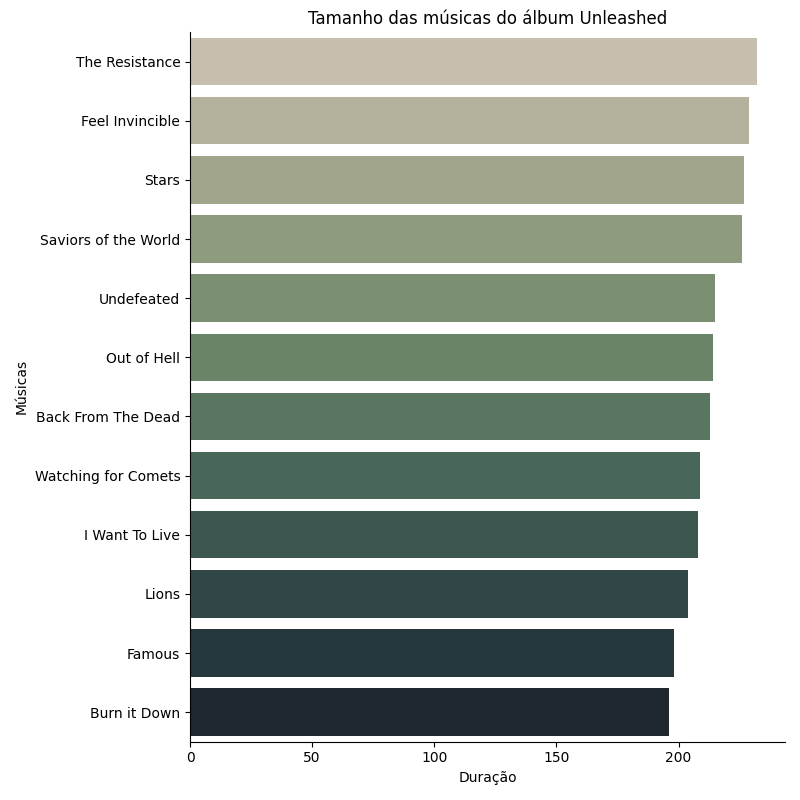 Tamanho das músicas do álbum Unleashed
The Resistance
Feel Invincible
Stars
Saviors of the World
Undefeated
Out of Hell
Back From The Dead
Watching for Comets
I Want To Live
Lions
Famous
Burn it Down
Músicas
0 50 100 150 200
Duração